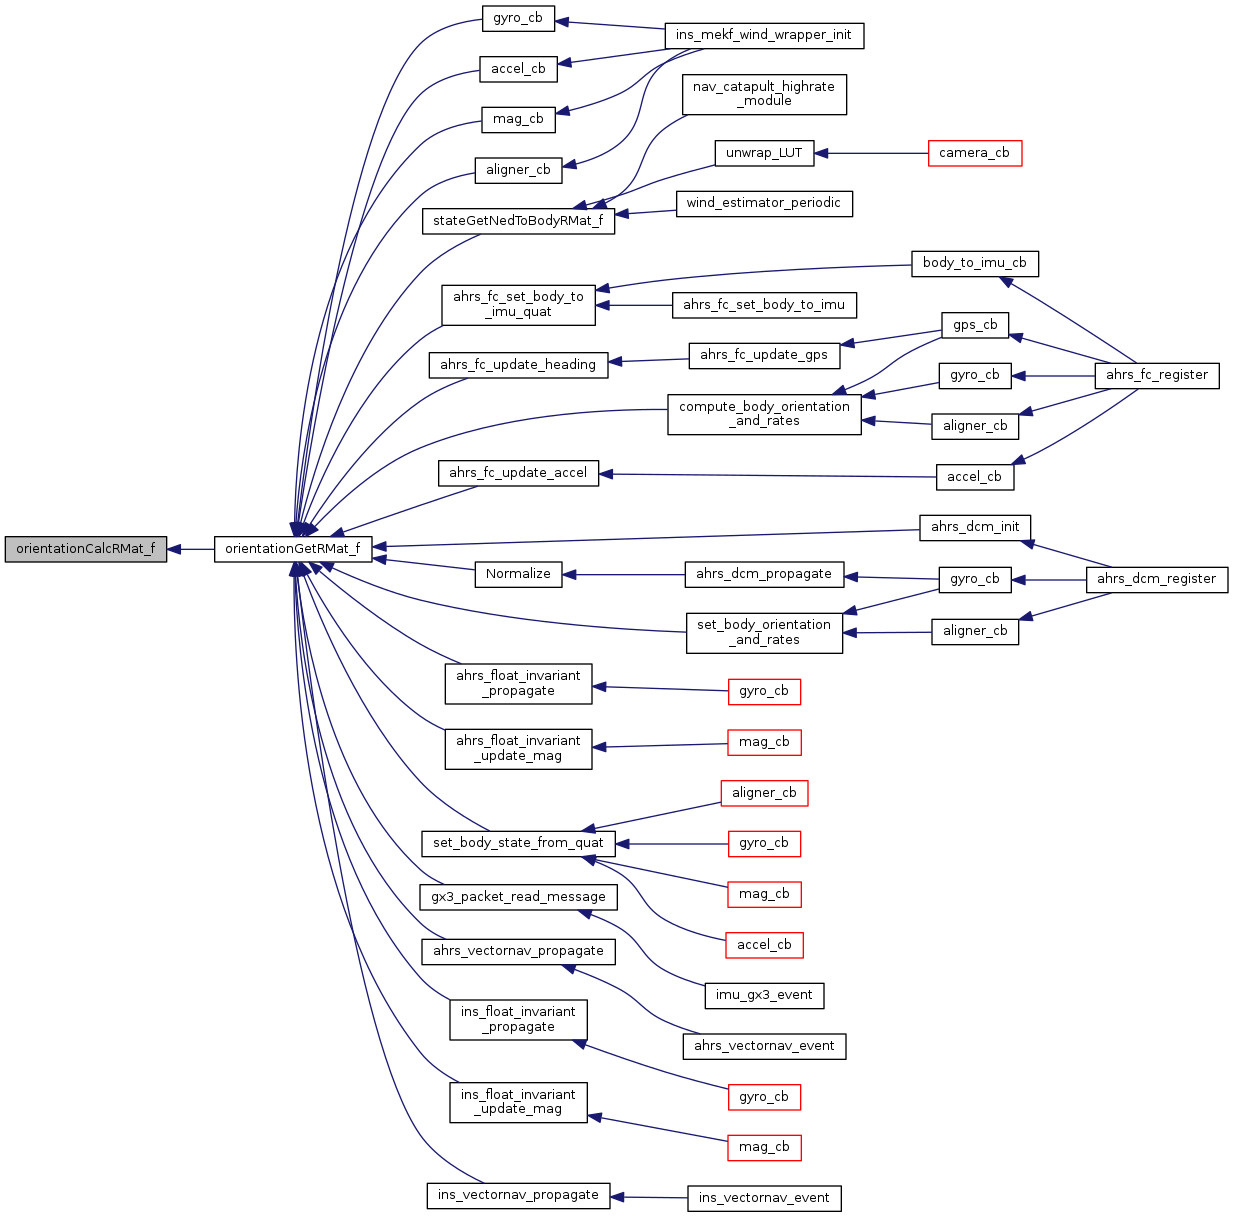 gyro_cb
ins_mekf_wind_wrapper_init
accel_cb
nav_catapult_highrate
_module
mag_cb
unwrap_LUT
camera_cb
aligner_cb
wind_estimator_periodic
stateGetNedToBodyRMat_f
body_to_imu_cb
ahrs_fc_set_body_to
_imu_quat
ahrs_fc_set_body_to_imu
gps_cb
ahrs_fc_update_gps
ahrs_fc_update_heading
gyro_cb
ahrs_fc_register
compute_body_orientation
_and_rates
aligner_cb
ahrs_fc_update_accel
accel_cb
ahrs_dcm_init
orientationCalcRMat_f
orientationGetRMat_f
Normalize
ahrs_dcm_propagate
gyro_cb
ahrs_dcm_register
set_body_orientation
_and_rates
aligner_cb
ahrs_float_invariant
_propagate
gyro_cb
ahrs_float_invariant
_update_mag
mag_cb
aligner_cb
set_body_state_from_quat
gyro_cb
mag_cb
gx3_packet_read_message
accel_cb
ahrs_vectornav_propagate
imu_gx3_event
ins_float_invariant
_propagate
ahrs_vectornav_event
gyro_cb
ins_float_invariant
_update_mag
mag_cb
ins_vectornav_propagate
ins_vectornav_event